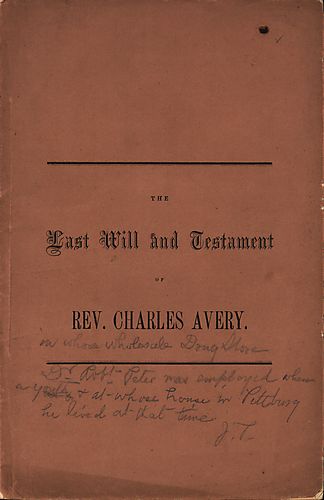 THE
Last Will and Testament
OF
REV. CHARLES AVERY.
in whose wholesale Drug Store
Dr Robt Peter was employed when
a youth & at whose house in Pittsburg
he lived at that time
J. T.